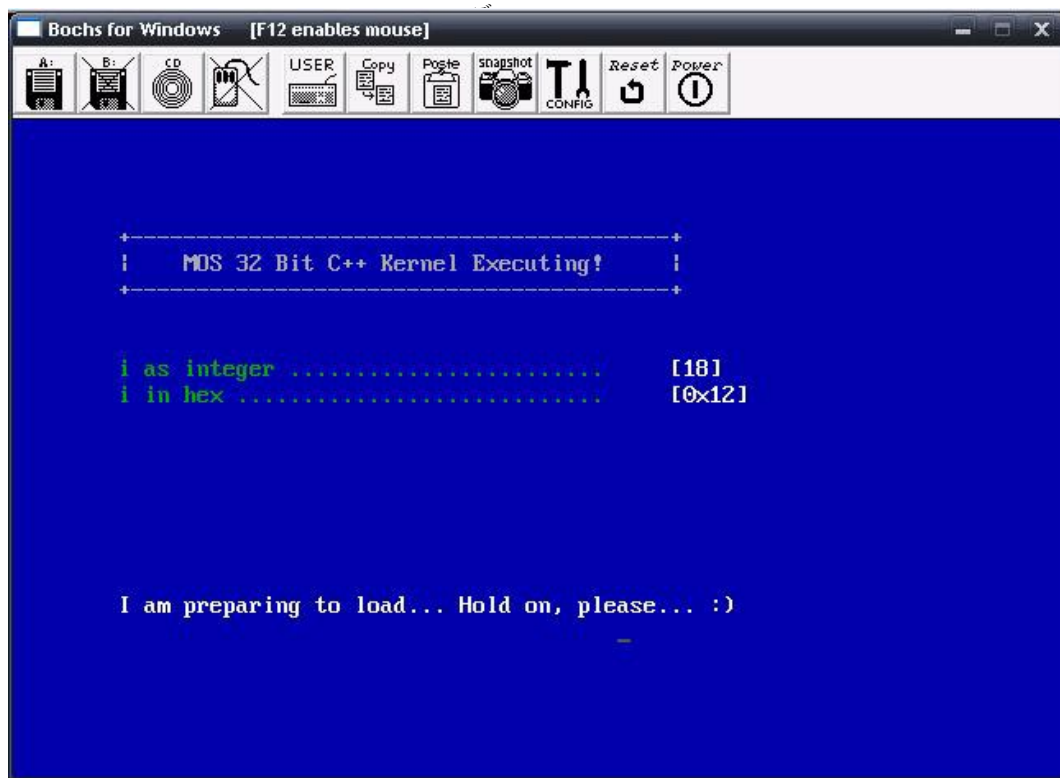 Bochs for Windows [F12 enables mouse]
A: B: CD USER Copy Paste snapshot CONFIG Reset Power
+------------------------------------------+
| MOS 32 Bit C++ Kernel Executing! |
+------------------------------------------+
i as integer ........................ [18]
i in hex ............................ [0x12]
I am preparing to load... Hold on, please... :)
_